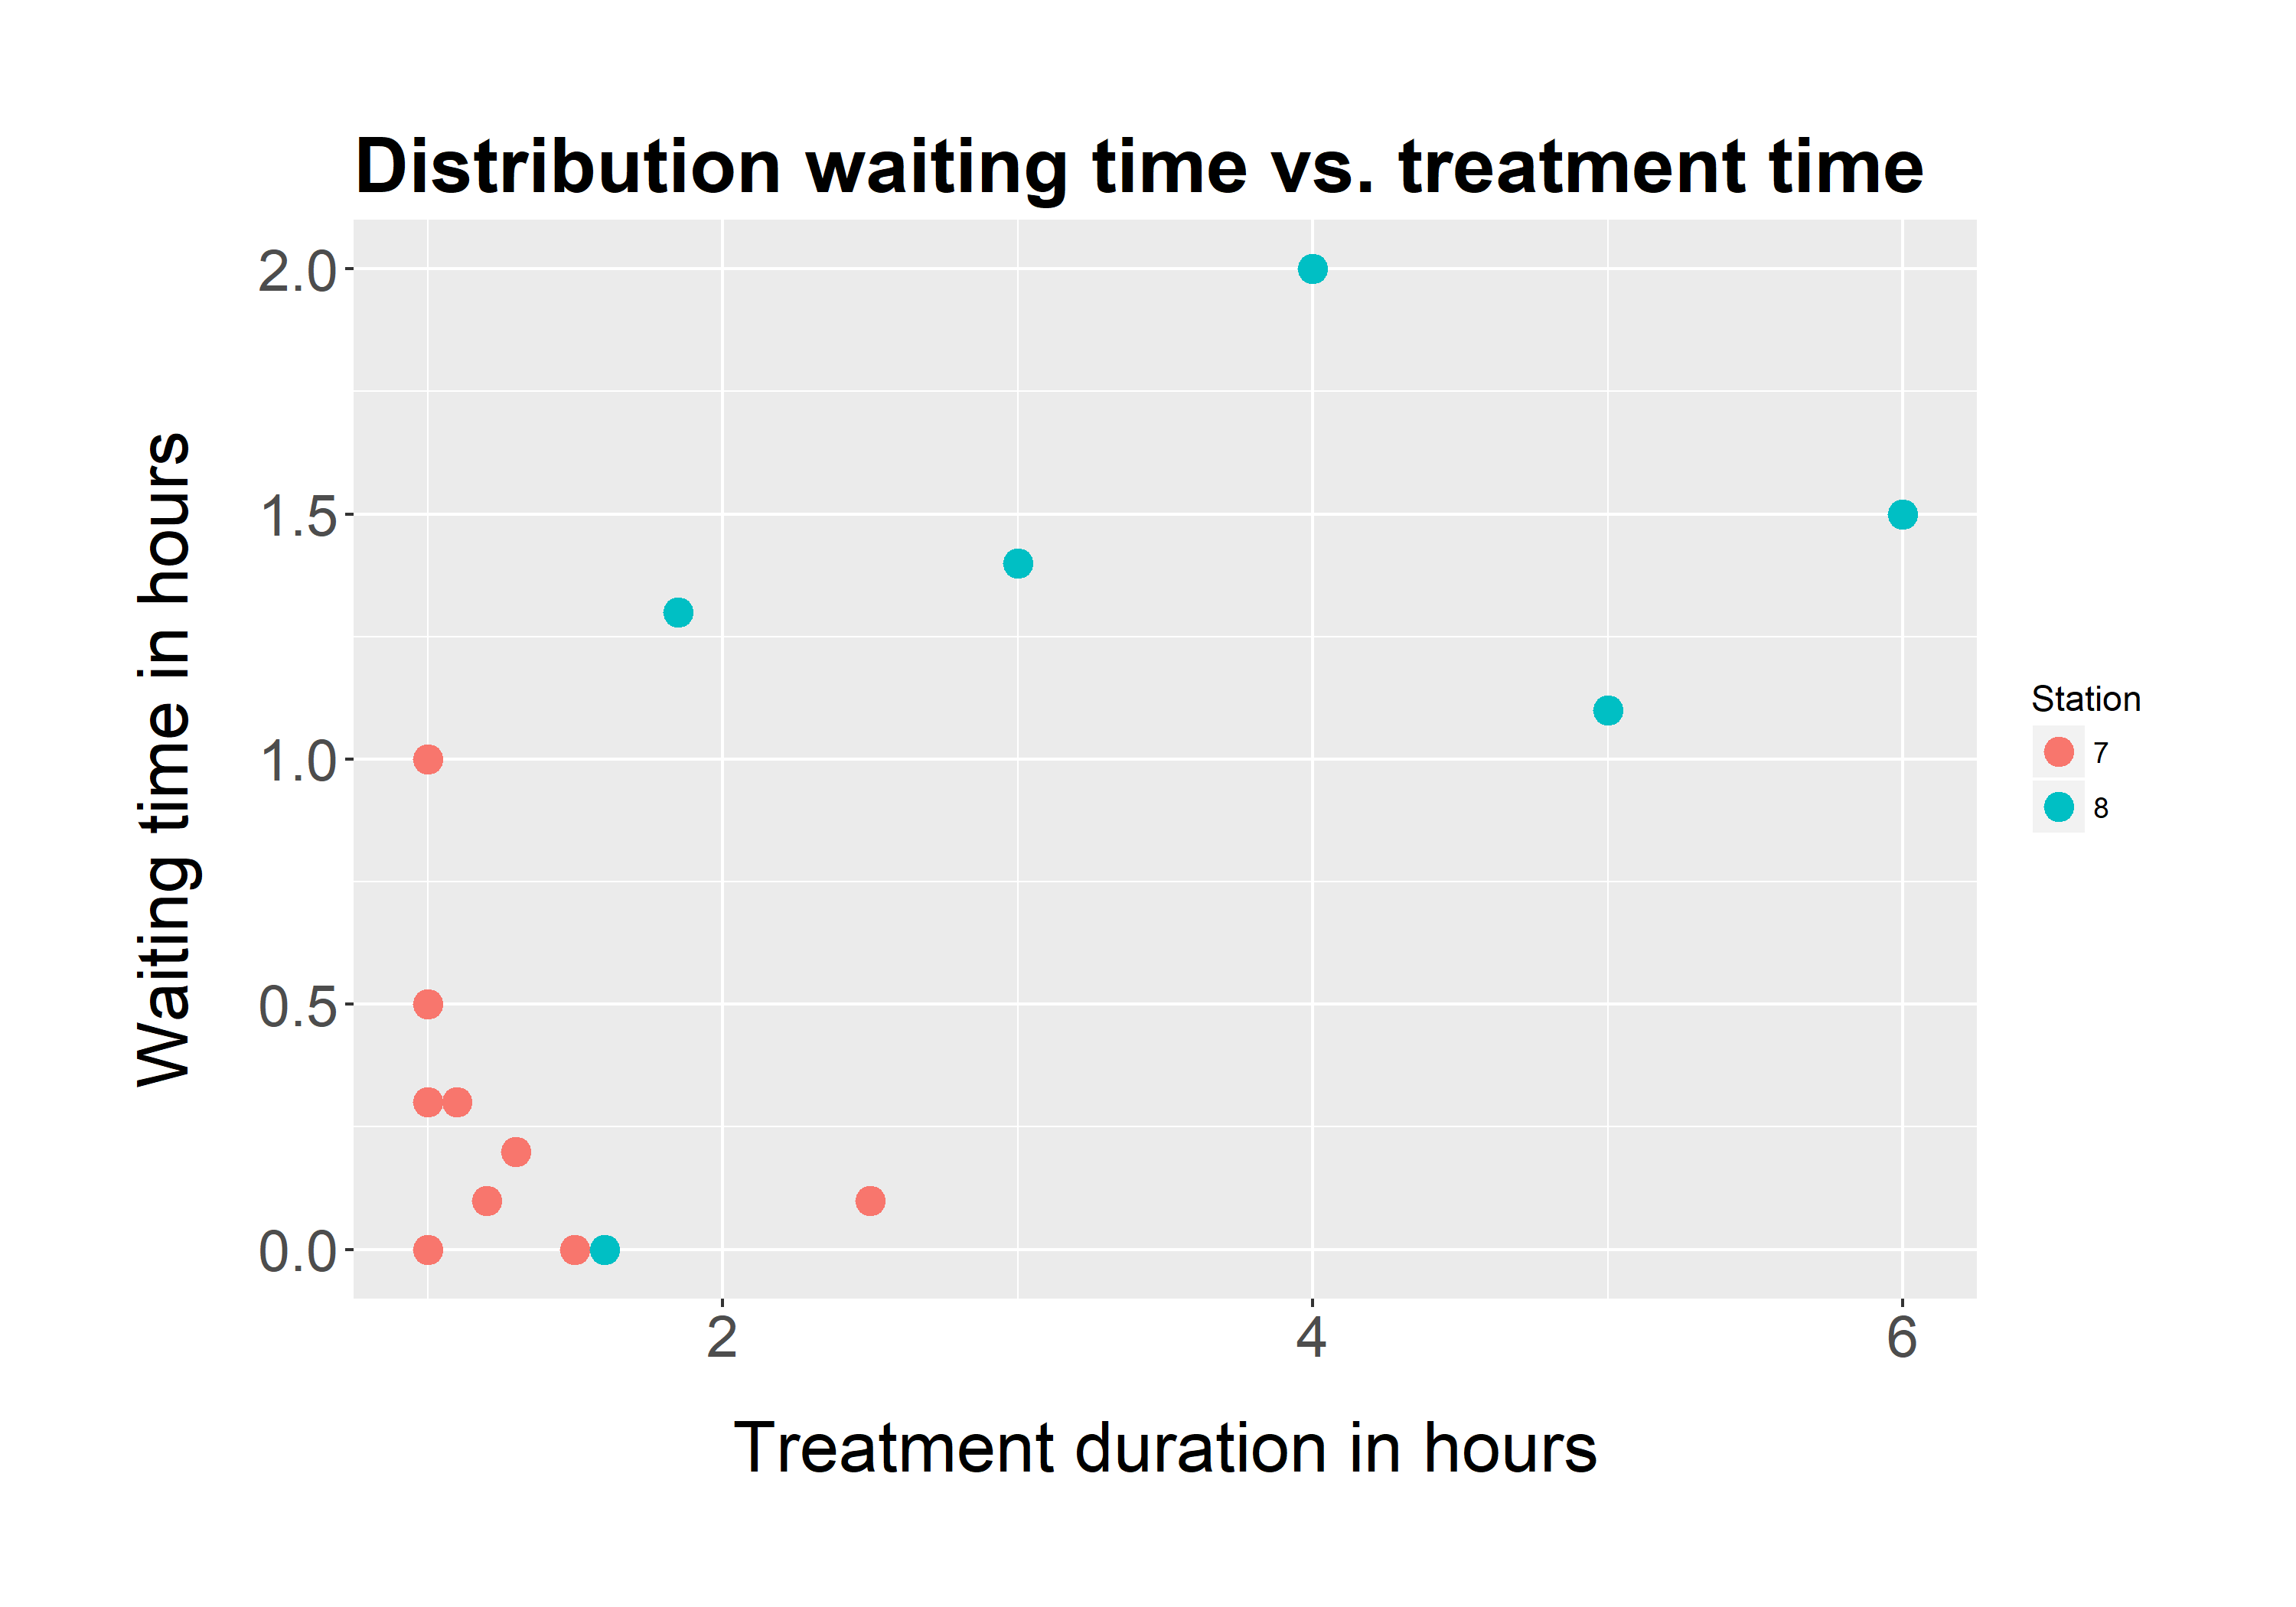 Distribution waiting time vs. treatment time
2.0
1.5
1.0
0.5
0.0
Waiting time in hours
2 4 6
Treatment duration in hours
Station
7
8